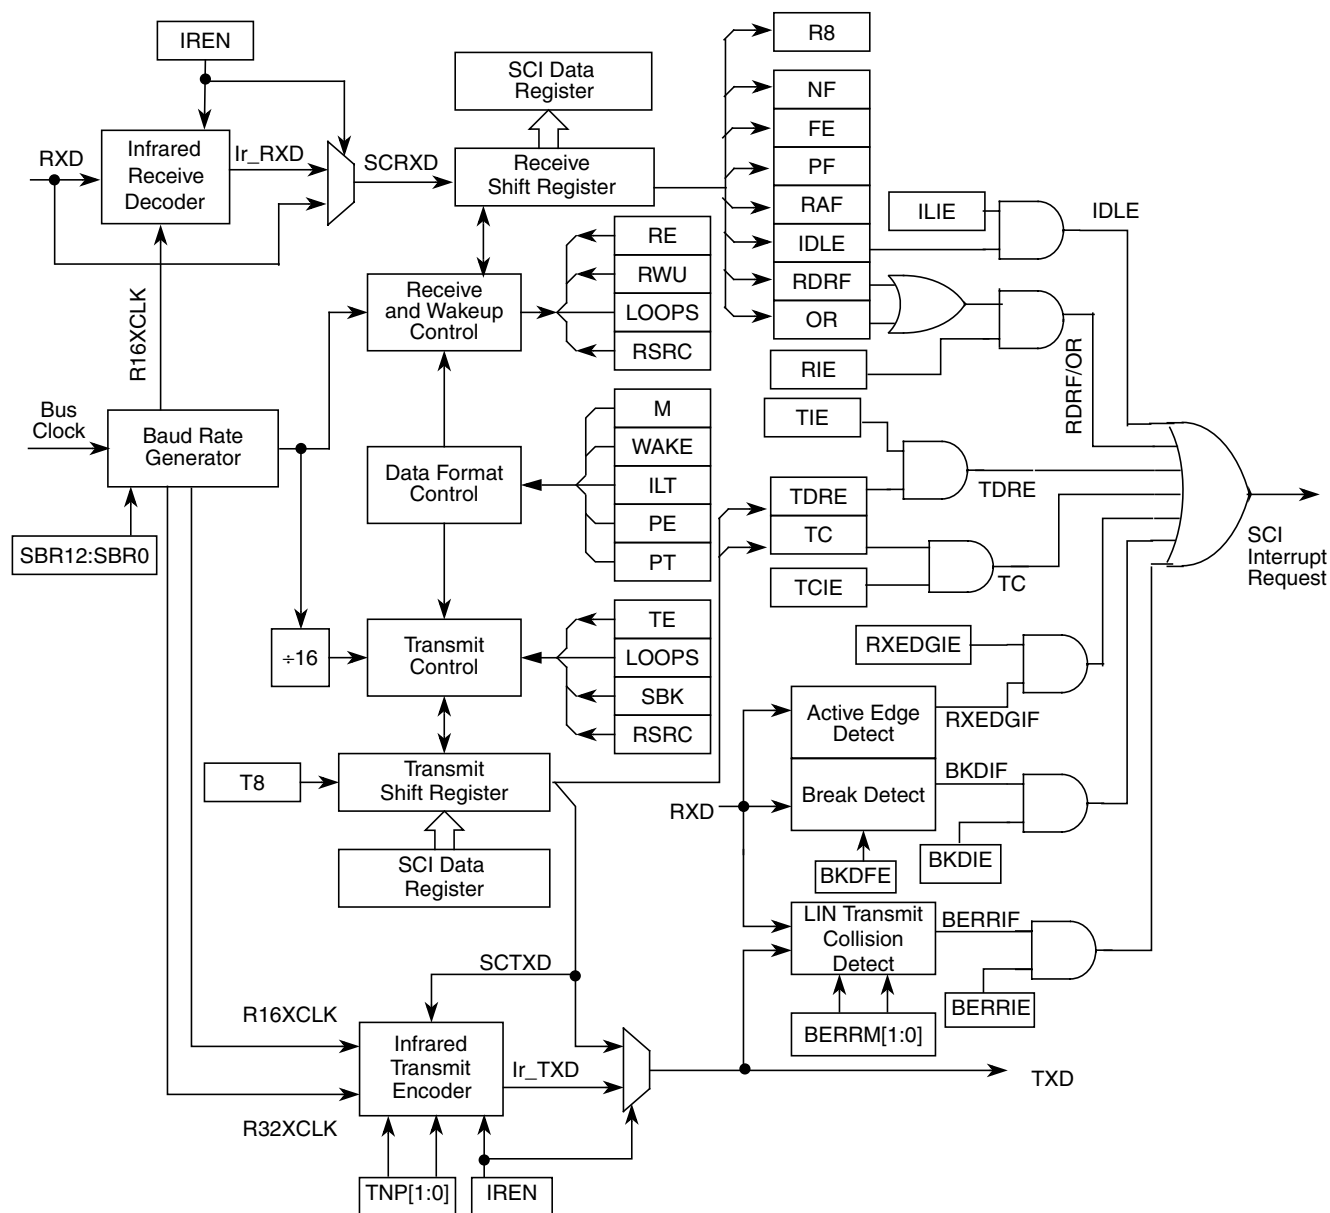 IREN
SCI Data
Register
R8
NF
FE
PF
RAF
IDLE
RDRF
OR
RXD
Infrared
Receive
Decoder
Ir_RXD
SCRXD
Receive
Shift Register
ILIE
IDLE
R16XCLK
Receive
and Wakeup
Control
RE
RWU
LOOPS
RSRC
RIE
RDRF/OR
Bus
Clock
Baud Rate
Generator
SBR12:SBR0
Data Format
Control
M
WAKE
ILT
PE
PT
TIE
TDRE
TC
TCIE
TDRE
TC
SCI
Interrupt
Request
÷16
Transmit
Control
TE
LOOPS
SBK
RSRC
RXEDGIE
Active Edge
Detect
RXEDGIF
T8
Transmit
Shift Register
RXD
Break Detect
BKDIF
BKDIE
BKDFE
SCI Data
Register
LIN Transmit
Collision
Detect
BERRIF
BERRIE
BERRM[1:0]
SCTXD
R16XCLK
R32XCLK
Infrared
Transmit
Encoder
Ir_TXD
TXD
TNP[1:0]
IREN